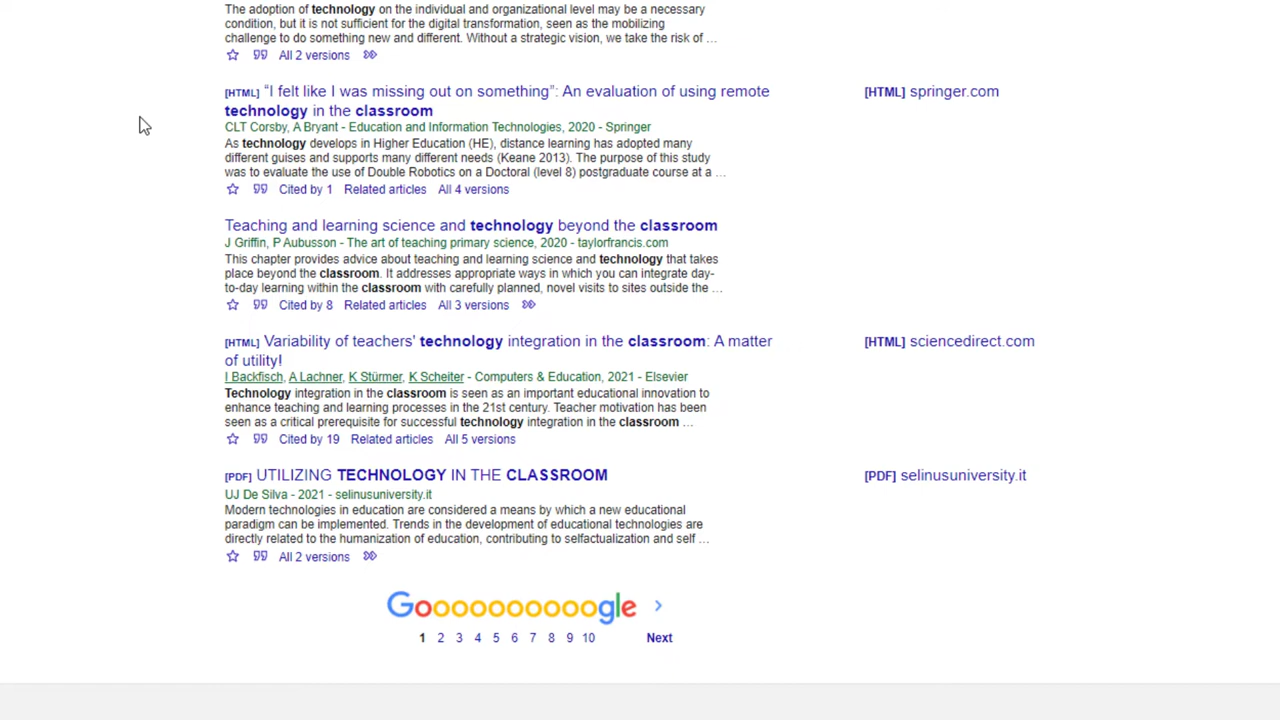 The adoption of technology on the individual and organizational level may be a necessary
condition, but it is not sufficient for the digital transformation, seen as the mobilizing
challenge to do something new and different. Without a strategic vision, we take the risk of …
All 2 versions
[HTML] “I felt like I was missing out on something”: An evaluation of using remote
technology in the classroom
[HTML] springer.com
CLT Corsby, A Bryant - Education and Information Technologies, 2020 - Springer
As technology develops in Higher Education (HE), distance learning has adopted many
different guises and supports many different needs (Keane 2013). The purpose of this study
was to evaluate the use of Double Robotics on a Doctoral (level 8) postgraduate course at a …
Cited by 1 Related articles All 4 versions
Teaching and learning science and technology beyond the classroom
J Griffin, P Aubusson - The art of teaching primary science, 2020 - taylorfrancis.com
This chapter provides advice about teaching and learning science and technology that takes
place beyond the classroom. It addresses appropriate ways in which you can integrate day-
to-day learning within the classroom with carefully planned, novel visits to sites outside the …
Cited by 8 Related articles All 3 versions
[HTML] Variability of teachers' technology integration in the classroom: A matter
of utility!
[HTML] sciencedirect.com
I Backfisch, A Lachner, K Stürmer, K Scheiter - Computers & Education, 2021 - Elsevier
Technology integration in the classroom is seen as an important educational innovation to
enhance teaching and learning processes in the 21st century. Teacher motivation has been
seen as a critical prerequisite for successful technology integration in the classroom …
Cited by 19 Related articles All 5 versions
[PDF] UTILIZING TECHNOLOGY IN THE CLASSROOM
[PDF] selinusuniversity.it
UJ De Silva - 2021 - selinusuniversity.it
Modern technologies in education are considered a means by which a new educational
paradigm can be implemented. Trends in the development of educational technologies are
directly related to the humanization of education, contributing to selfactualization and self …
All 2 versions
Goooooooooogle
1 2 3 4 5 6 7 8 9 10 Next